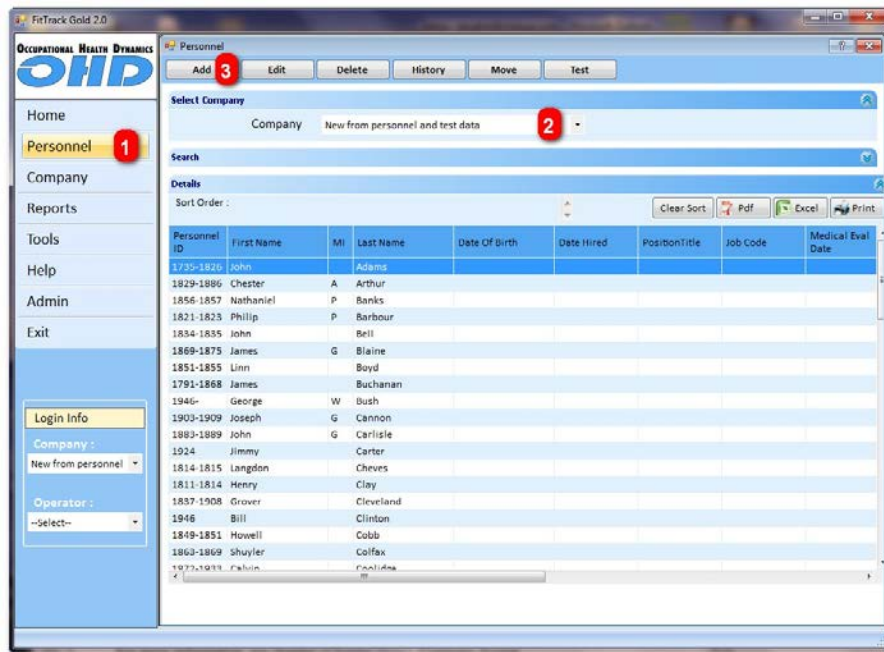 FitTrack Gold 2.0
OCCUPATIONAL HEALTH DYNAMICS
OHD
Home
Personnel 1
Company
Reports
Tools
Help
Admin
Exit
Login Info
Company :
New from personnel
Operator :
--Select--
Personnel
Add 3 Edit Delete History Move Test
Select Company
Company New from personnel and test data 2
Search
Details
Sort Order : Clear Sort Pdf Excel Print
Personnel ID First Name MI Last Name Date Of Birth Date Hired PositionTitle Job Code Medical Eval Date
1735-1826 John Adams
1829-1886 Chester A Arthur
1856-1857 Nathaniel P Banks
1821-1823 Philip P Barbour
1834-1835 John Bell
1869-1875 James G Blaine
1851-1855 Linn Boyd
1791-1868 James Buchanan
1946- George W Bush
1903-1909 Joseph G Cannon
1883-1889 John G Carlisle
1924 Jimmy Carter
1814-1815 Langdon Cheves
1811-1814 Henry Clay
1837-1908 Grover Cleveland
1946 Bill Clinton
1849-1851 Howell Cobb
1863-1869 Shuyler Colfax
1872-1933 Calvin Coolidge